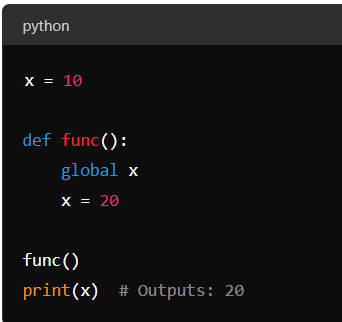 python
x = 10
def func():
    global x
    x = 20
func()
print(x)  # Outputs: 20